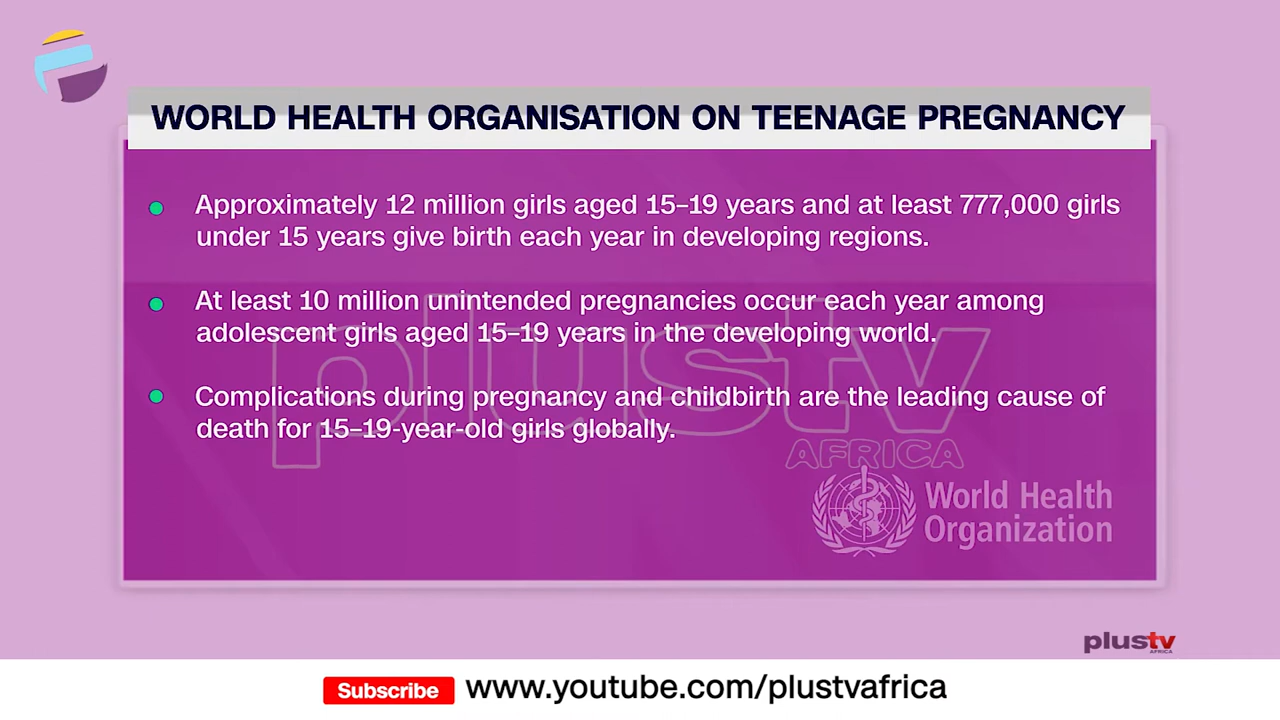 WORLD HEALTH ORGANISATION ON TEENAGE PREGNANCY
Approximately 12 million girls aged 15–19 years and at least 777,000 girls
under 15 years give birth each year in developing regions.
At least 10 million unintended pregnancies occur each year among
adolescent girls aged 15–19 years in the developing world.
Complications during pregnancy and childbirth are the leading cause of
death for 15–19-year-old girls globally.
plustv
AFRICA
World Health
Organization
plustv
AFRICA
Subscribe www.youtube.com/plustvafrica